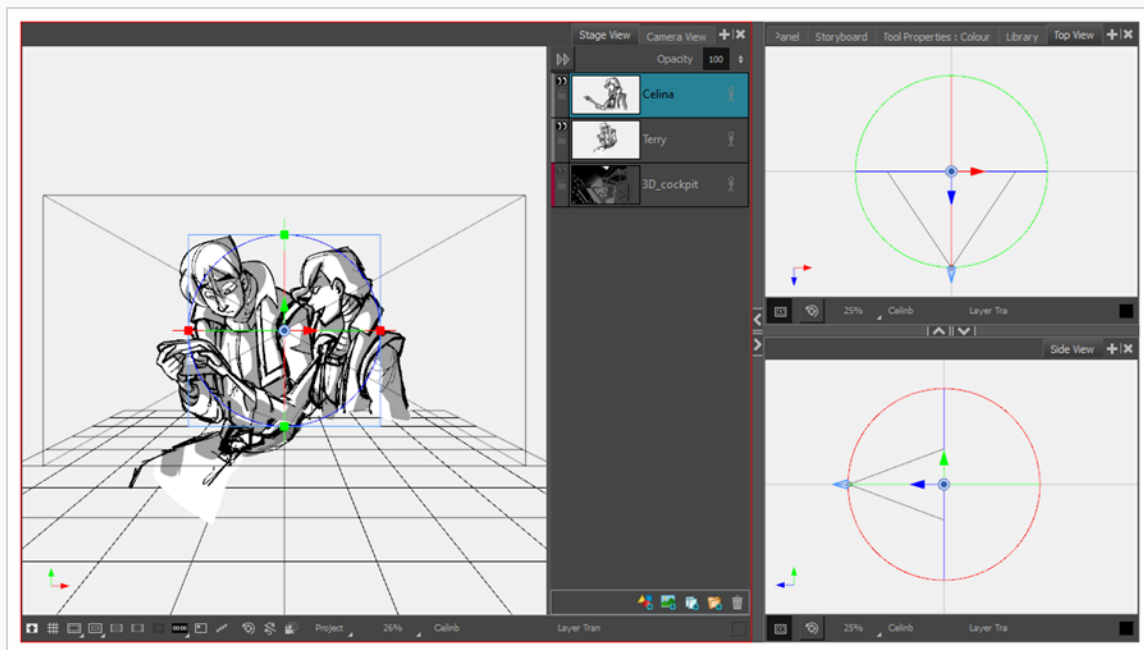 Stage View Camera View
Opacity 100
Celina
Terry
3D_cockpit
Project 26% Celinb Layer Tran
Panel Storyboard Tool Properties : Colour Library Top View
25% Celinb Layer Tra
Side View
25% Celinb Layer Tra